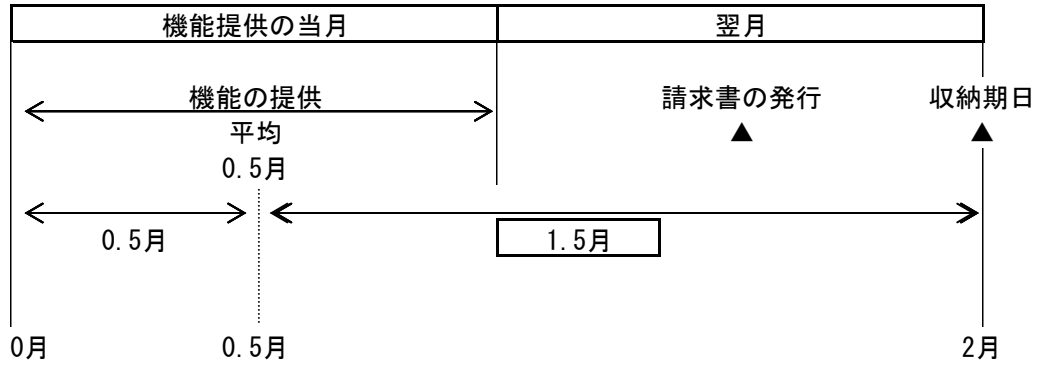 機能提供の当月 翌月
機能の提供 請求書の発行 収納期日
平均 ▲ ▲
0.5月
0.5月 1.5月
0月 0.5月 2月